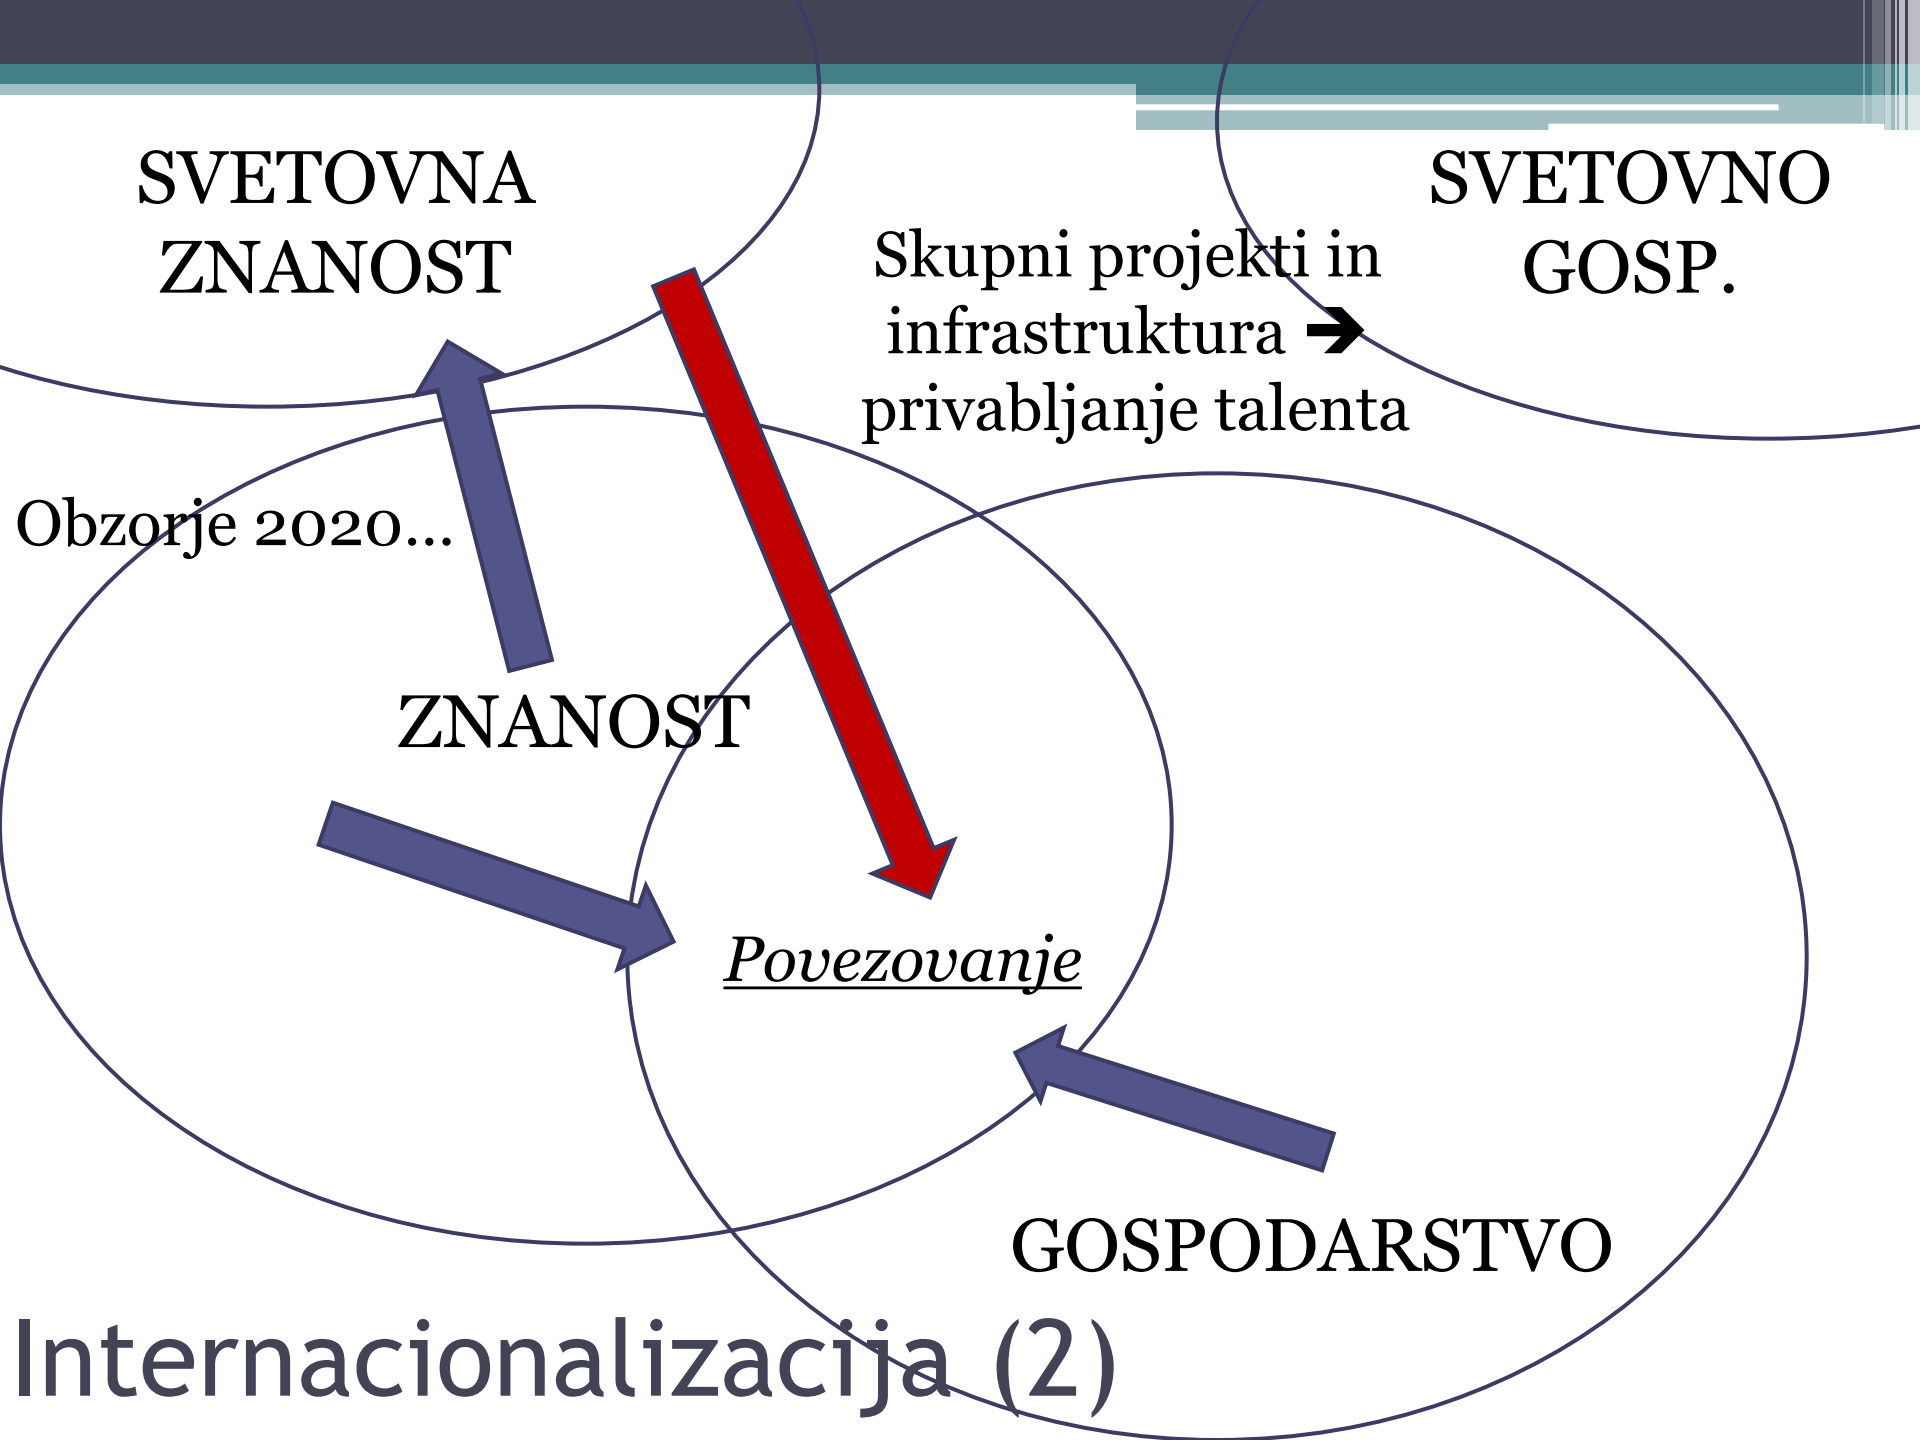 SVETOVNA
ZNANOST
SVETOVNO
GOSP.
Skupni projekti in
infrastruktura ➔
privabljanje talenta
Obzorje 2020...
ZNANOST
Povezovanje
GOSPODARSTVO
Internacionalizacija (2)